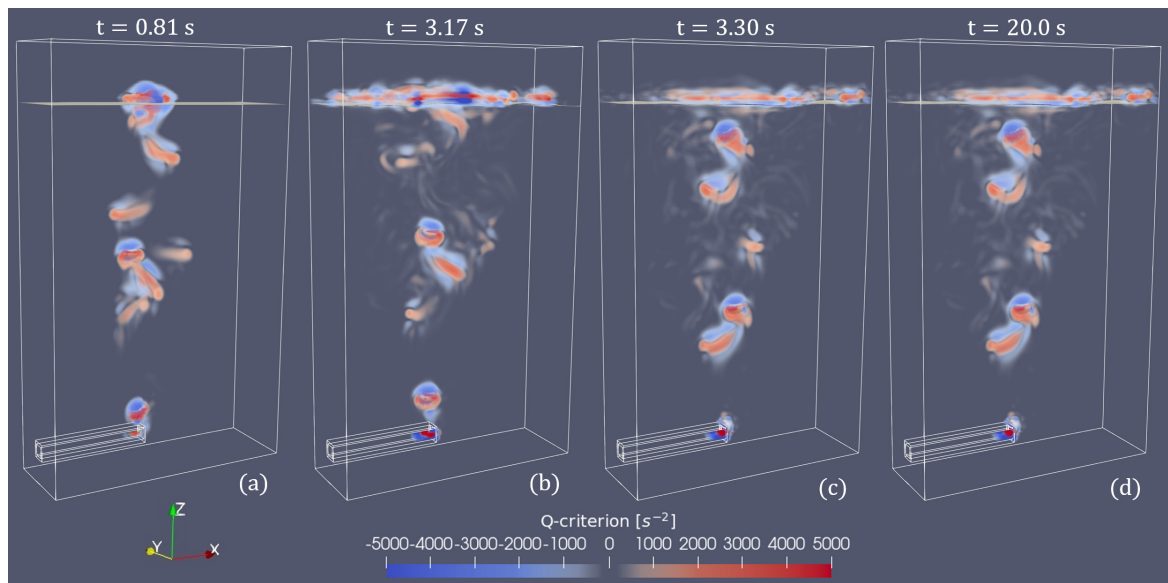 t = 0.81 s
t = 3.17 s
t = 3.30 s
t = 20.0 s
(a)
(b)
(c)
(d)
Z
Y
X
Q-criterion [s⁻²]
-5000 -4000 -3000 -2000 -1000 0 1000 2000 3000 4000 5000